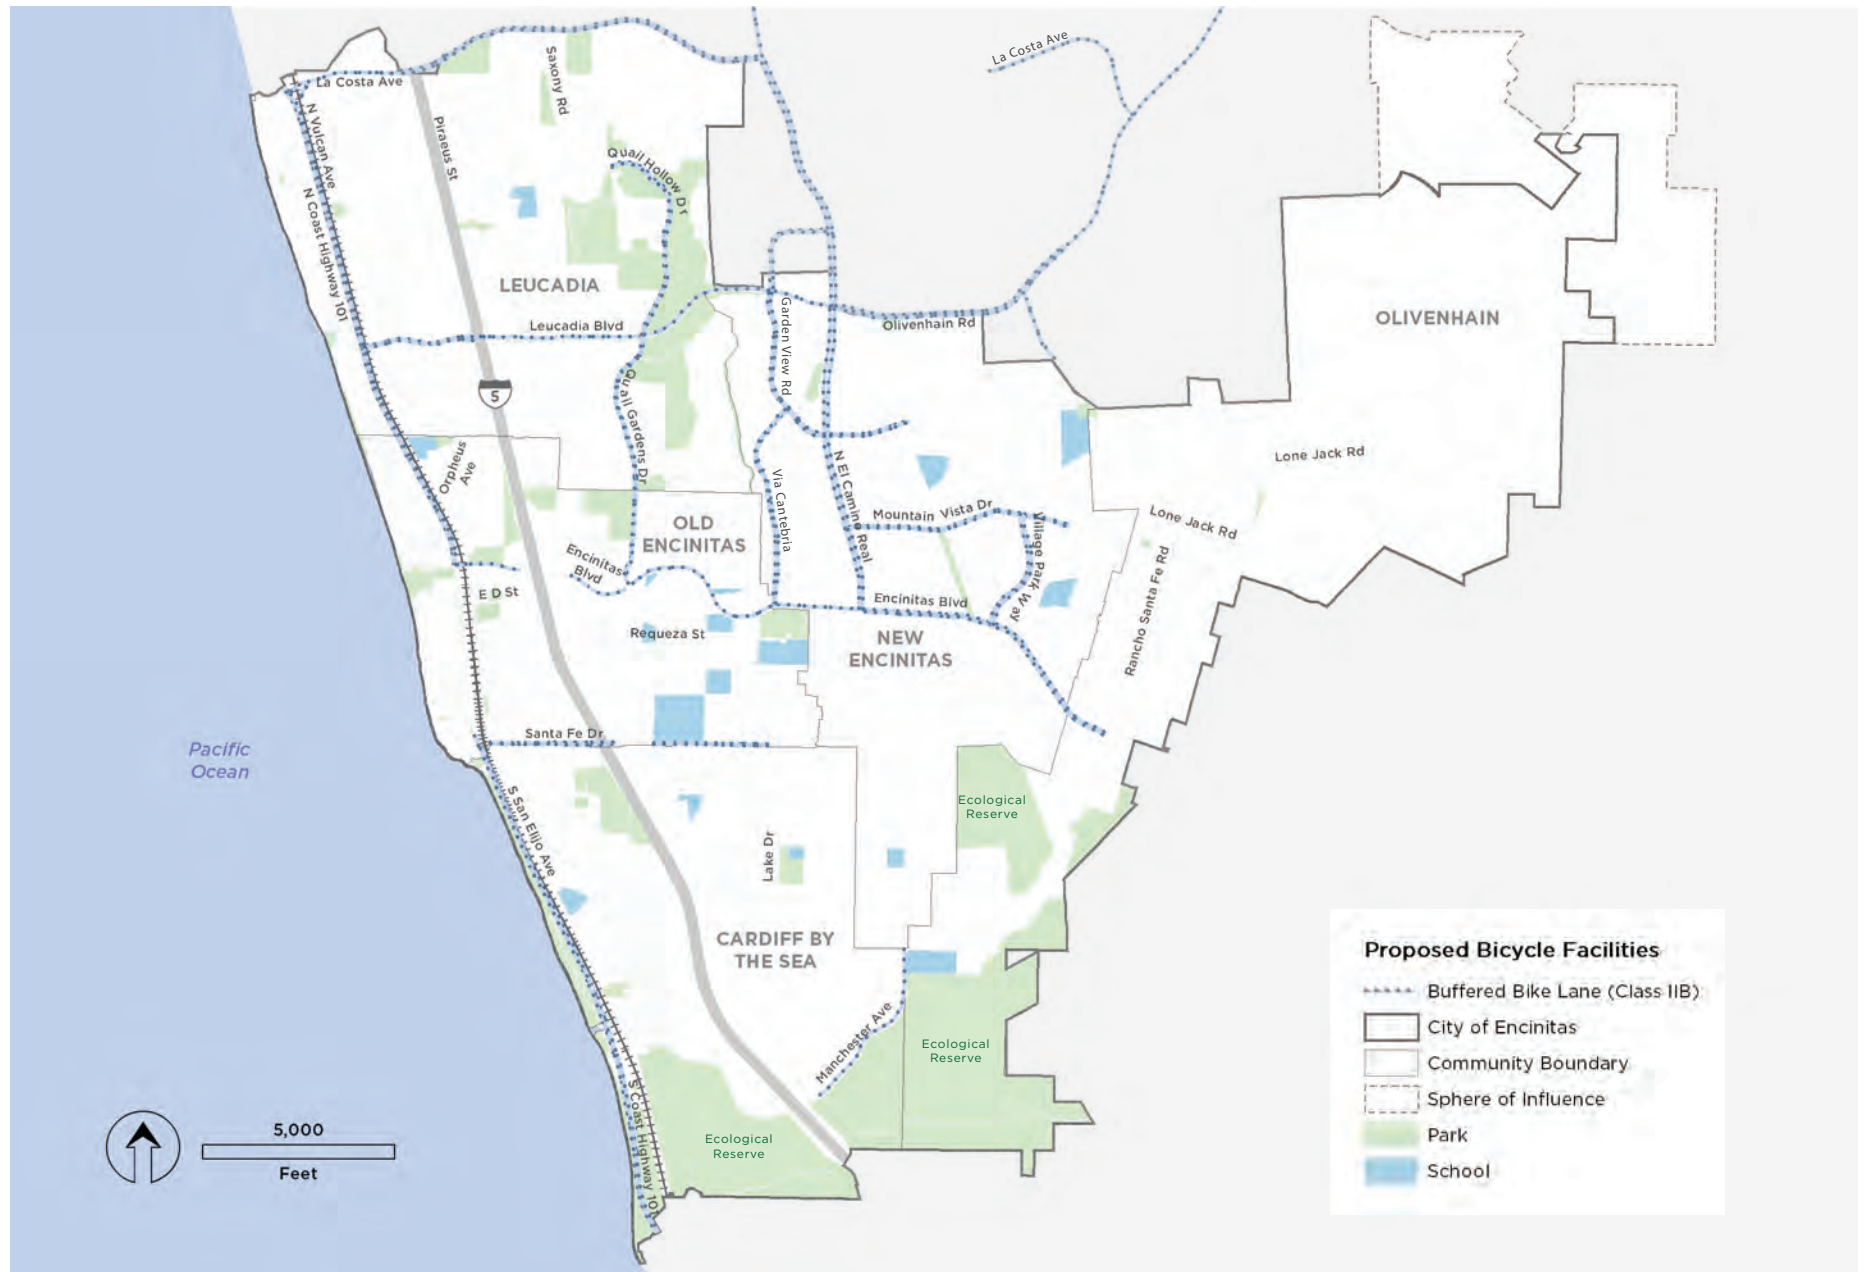 La Costa Ave
La Costa Ave
Saxony Rd
N Vulcan Ave
Piraeus St
Quail Hollow Dr
N Coast Highway 101
LEUCADIA
Leucadia Blvd
Garden View Rd
Olivenhain Rd
OLIVENHAIN
5
Quail Gardens Dr
Orpheus
Ave
Via Cantebria
N El Camino Real
Lone Jack Rd
Lone Jack Rd
Mountain Vista Dr
Village Park Way
OLD
ENCINITAS
Encinitas
Blvd
E D St
Encinitas Blvd
Requeza St
NEW
ENCINITAS
Rancho Santa Fe Rd
Santa Fe Dr
Pacific
Ocean
S San Elijo Ave
Lake Dr
Ecological
Reserve
CARDIFF BY
THE SEA
Manchester Ave
Ecological
Reserve
Ecological
Reserve
S Coast Highway 101
5,000
Feet
Proposed Bicycle Facilities
Buffered Bike Lane (Class IIB)
City of Encinitas
Community Boundary
Sphere of Influence
Park
School